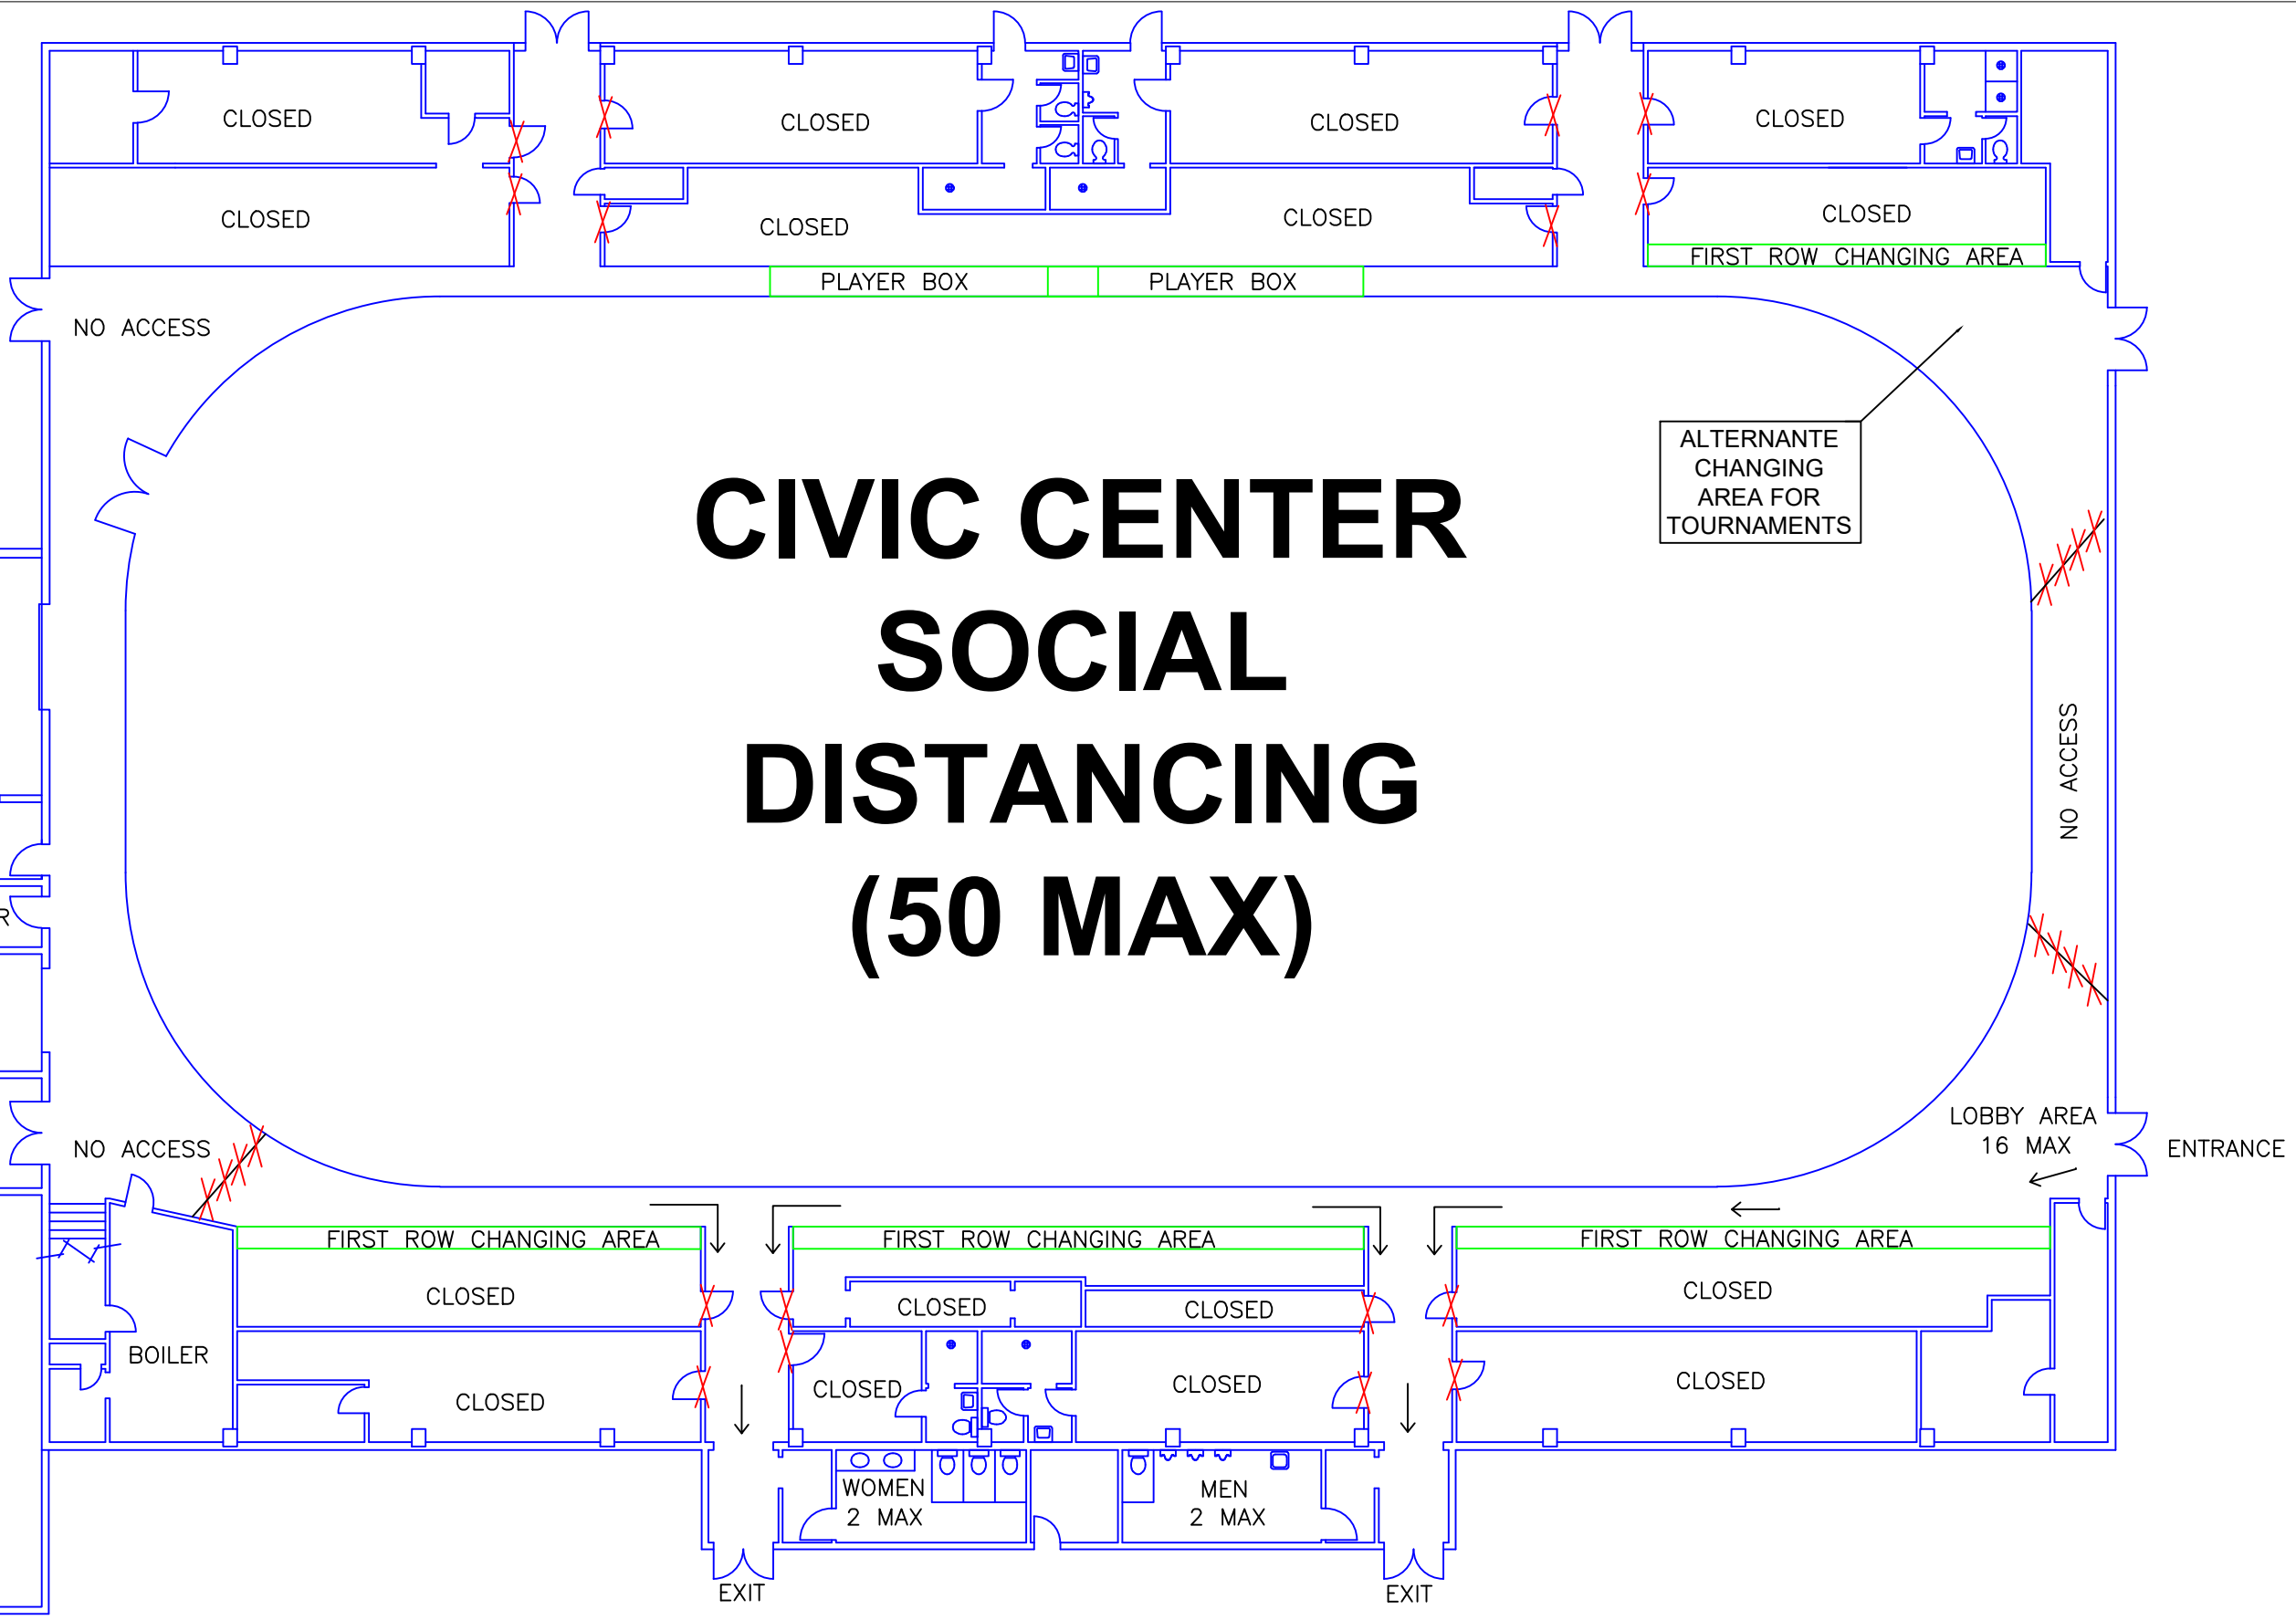 CLOSED
CLOSED
CLOSED
CLOSED
CLOSED
CLOSED
CLOSED
CLOSED
FIRST ROW CHANGING AREA
PLAYER BOX
PLAYER BOX
NO ACCESS
ALTERNANTE
CHANGING
AREA FOR
TOURNAMENTS
CIVIC CENTER
SOCIAL
DISTANCING
(50 MAX)
NO ACCESS
R
LOBBY AREA
16 MAX
ENTRANCE
NO ACCESS
FIRST ROW CHANGING AREA
FIRST ROW CHANGING AREA
FIRST ROW CHANGING AREA
CLOSED
CLOSED
CLOSED
CLOSED
BOILER
CLOSED
CLOSED
CLOSED
CLOSED
WOMEN
2 MAX
MEN
2 MAX
EXIT
EXIT